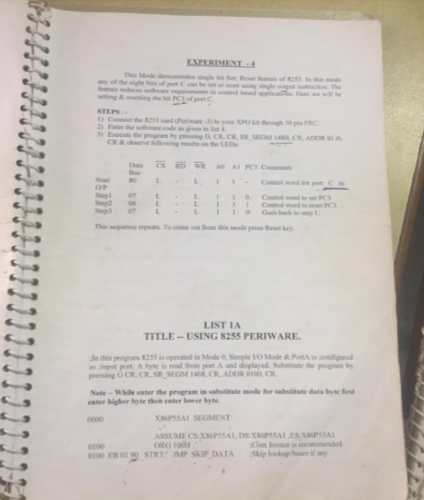 EXPERIMENT - 4
This Mode demonstrates single bit Set, Reset feature of 8255. In this mode
any of the eight bits of port C can be set or reset using single output instruction. The
feature reduces software requirements in control based applications. Here we will be
setting & resetting the bit PC3 of port C.
STEPS : -
1) Connect the 8255 card (Periware -3) to your XPO kit through 50 pin FRC.
2) Enter the software code as given in list 4.
3) Execute the program by pressing G, CR, CR, SR_SEGM 1480, CR, ADDR
CR & observe following results on the LEDs:
Data Bus CS RD WR A0 A1 PC3 Comments
Start O/P 80 L - L 1 1 - Control word for port C
Step1 07 L - L 1 1 0 Control word to set PC3
Step2 06 L - L 1 1 1 Control word to reset PC3
Step3 07 L - L 1 1 0 Goes back to step 1.
This sequence repeats. To come out from this mode press Reset key.
LIST 1A
TITLE -- USING 8255 PERIWARE.
;In this program 8255 is operated in Mode 0, Simple I/O Mode & PortA is configured
as input port. A byte is read from port A and displayed. Substitute the program by
pressing G CR, CR, SR_SEGM 1408, CR, ADDR 0100, CR.
Note -- While enter the program in substitute mode for substitute data byte first
enter higher byte then enter lower byte.
0000 X86P55A1 SEGMENT
ASSUME CS:X86P55A1, DS:X86P55A1 ,ES:X86P55A1
0100 ORG 100H ;Com format is recommended.
0100 EB 01 90 STRT: JMP SKIP_DATA ;Skip lookup bases if any